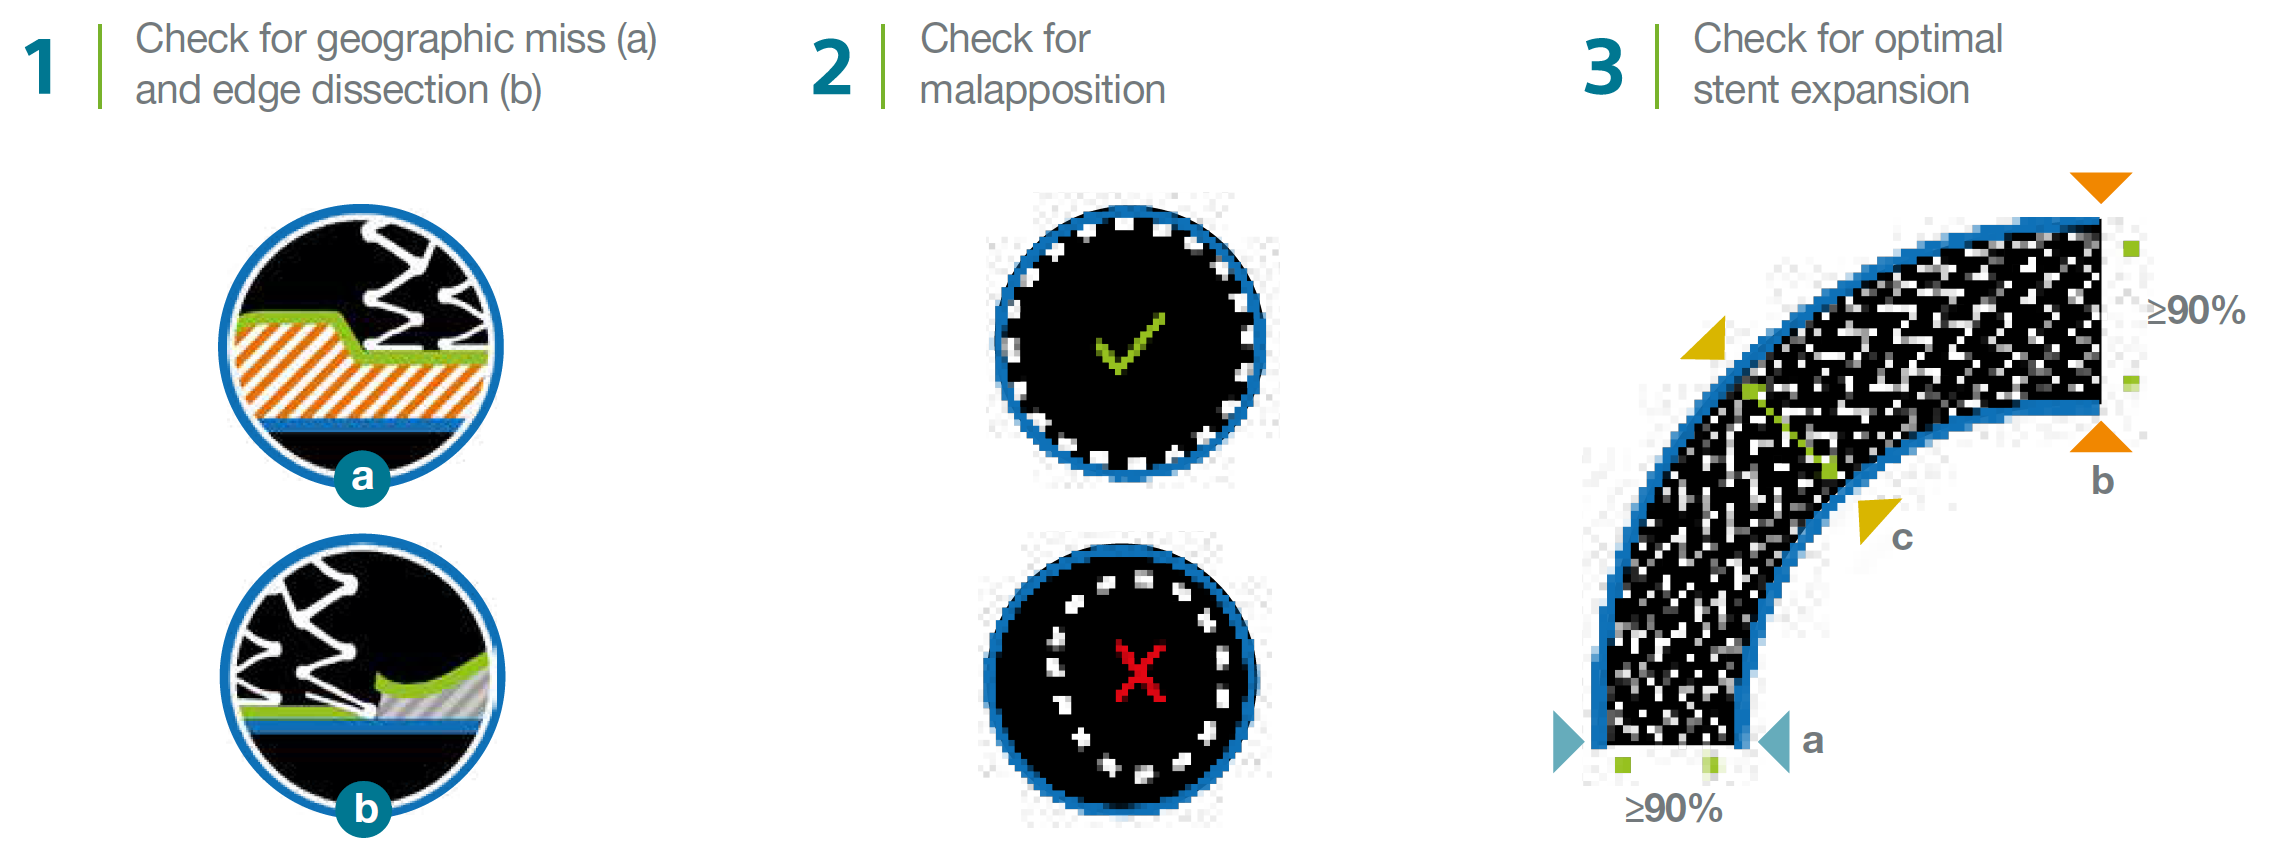 1
Check for geographic miss (a)
and edge dissection (b)
a
b
2
Check for
malapposition
3
Check for optimal
stent expansion
≥90%
b
c
a
≥90%